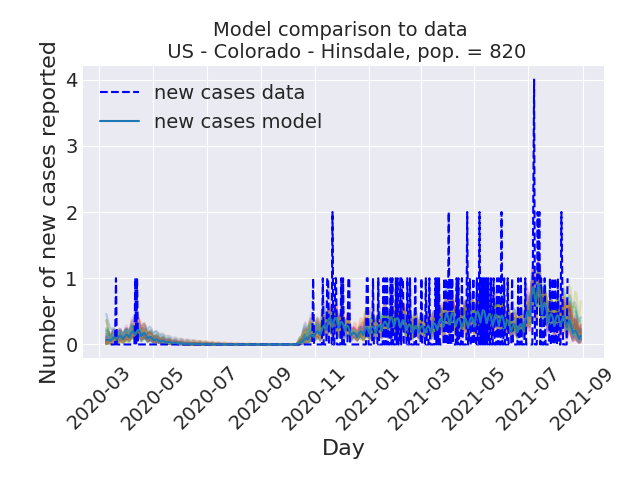 Model comparison to data
US - Colorado - Hinsdale, pop. = 820
Number of new cases reported
4
3
2
1
0
new cases data
new cases model
2020-03
2020-05
2020-07
2020-09
2020-11
2021-01
2021-03
2021-05
2021-07
2021-09
Day